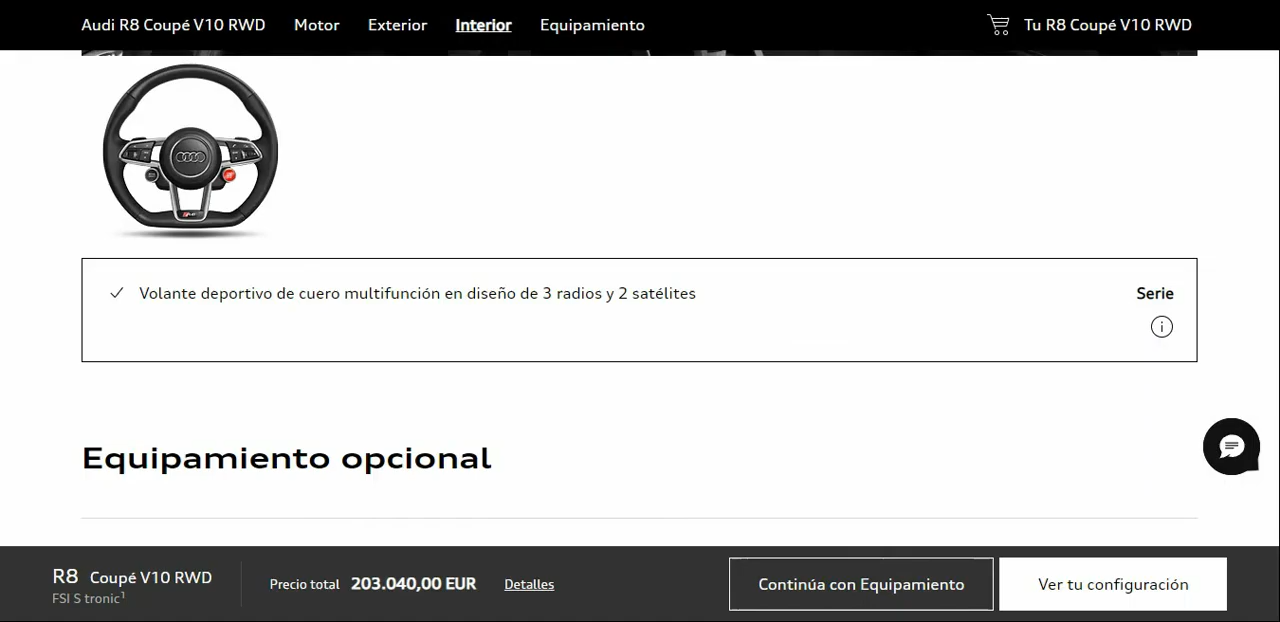 Audi R8 Coupé V10 RWD Motor Exterior Interior Equipamiento Tu R8 Coupé V10 RWD
Volante deportivo de cuero multifunción en diseño de 3 radios y 2 satélites Serie
Equipamiento opcional
R8 Coupé V10 RWD
FSI S tronic¹
Precio total 203.040,00 EUR Detalles
Continúa con Equipamiento
Ver tu configuración